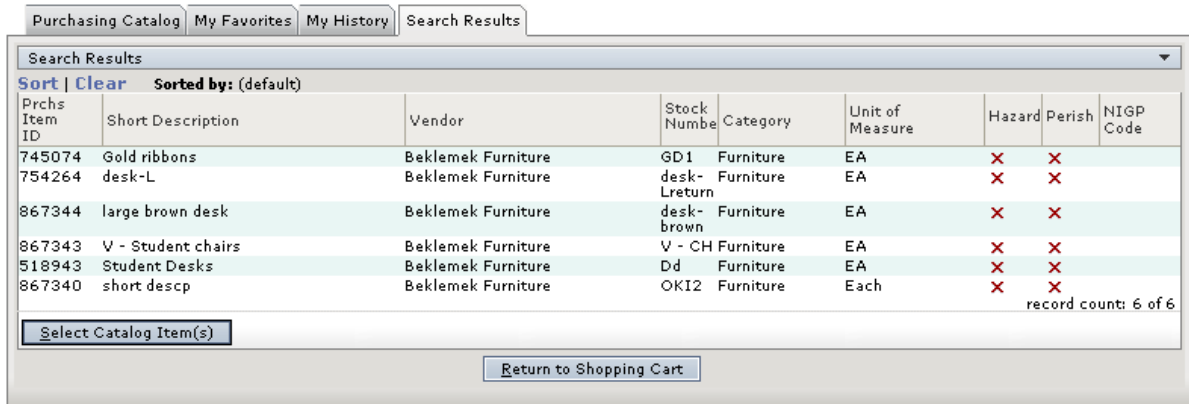 Purchasing Catalog My Favorites My History Search Results
Search Results
Sort | Clear Sorted by: (default)
Prchs Item ID Short Description Vendor Stock Numbe Category Unit of Measure Hazard Perish NIGP Code
745074 Gold ribbons Beklemek Furniture GD1 Furniture EA
754264 desk-L Beklemek Furniture desk-Lreturn Furniture EA
867344 large brown desk Beklemek Furniture desk-brown Furniture EA
867343 V - Student chairs Beklemek Furniture V - CH Furniture EA
518943 Student Desks Beklemek Furniture Dd Furniture EA
867340 short descp Beklemek Furniture OKI2 Furniture Each
record count: 6 of 6
Select Catalog Item(s)
Return to Shopping Cart